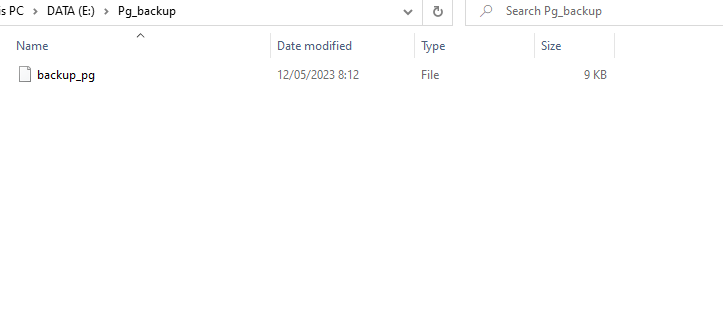 is PC > DATA (E:) > Pg_backup Search Pg_backup
Name Date modified Type Size
backup_pg 12/05/2023 8:12 File 9 KB